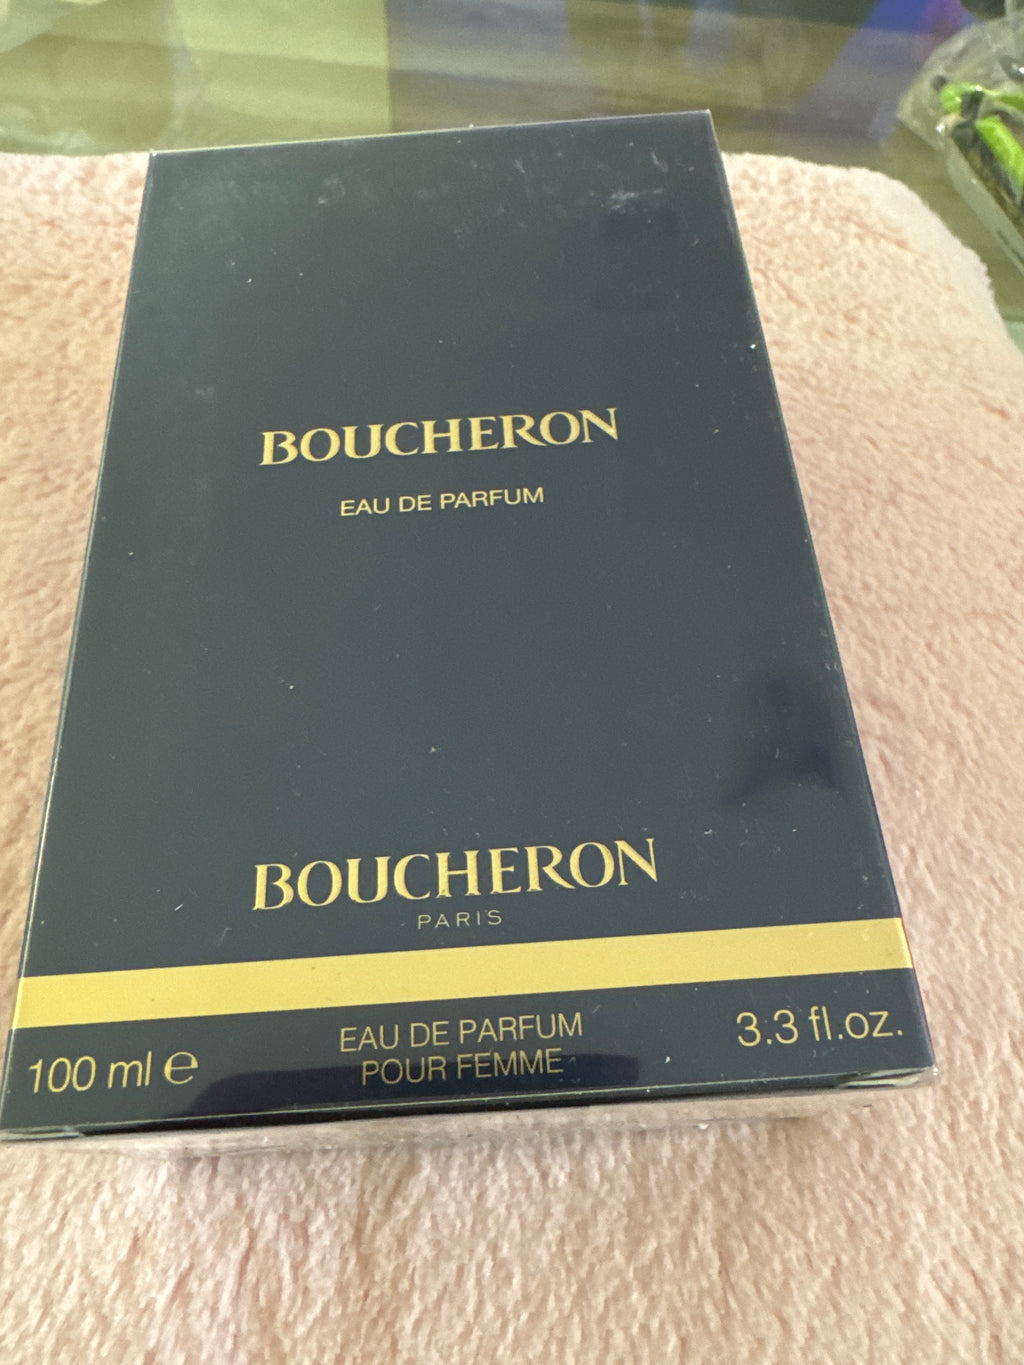 BOUCHERON
EAU DE PARFUM
BOUCHERON
PARIS
100 ml ℮
EAU DE PARFUM
POUR FEMME
3.3 fl.oz.